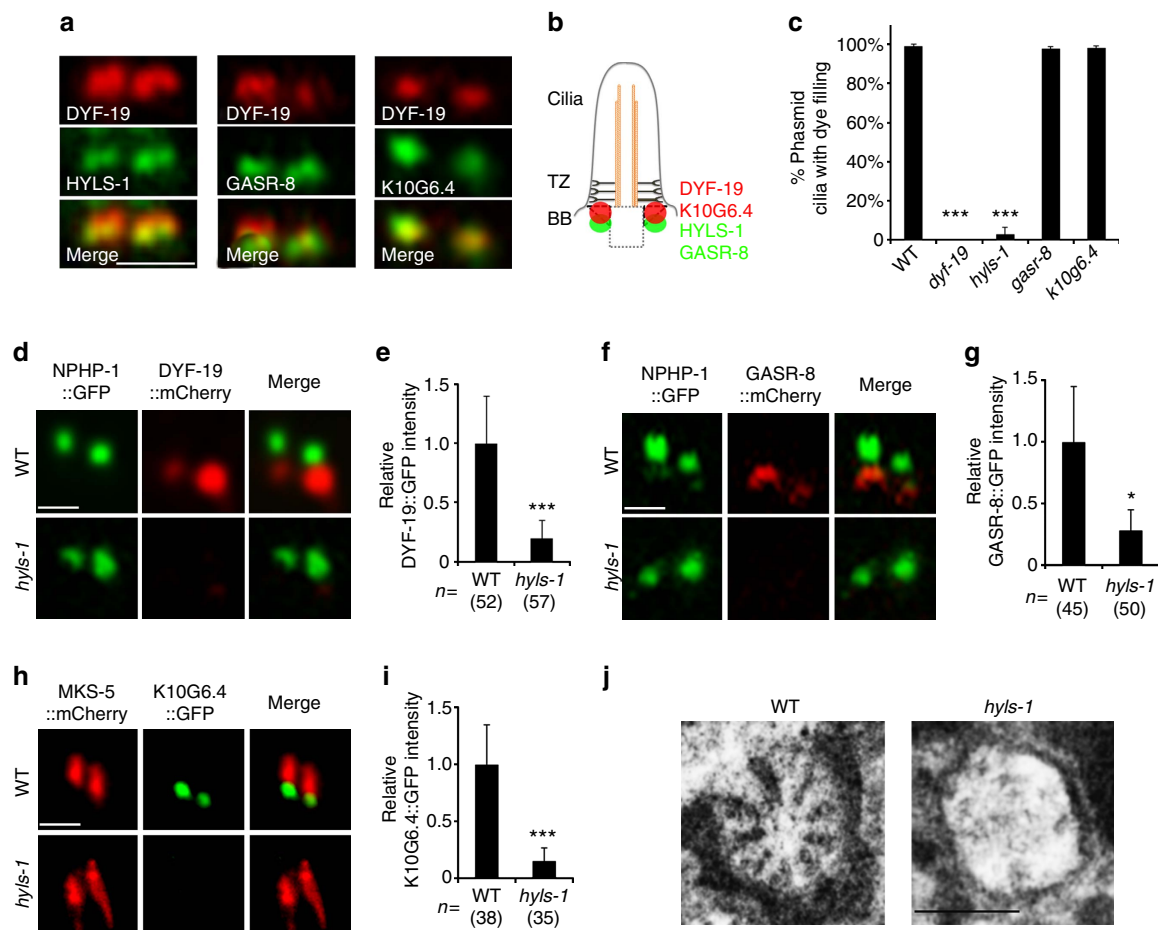 a
DYF-19
HYLS-1
Merge
DYF-19
GASR-8
Merge
DYF-19
K10G6.4
Merge
b
Cilia
TZ
BB
DYF-19
K10G6.4
HYLS-1
GASR-8
c
% Phasmid
cilia with dye filling
100%
80%
60%
40%
20%
0
***
***
WT
dyf-19
hyls-1
gasr-8
k10g6.4
d
NPHP-1
::GFP
DYF-19
::mCherry
Merge
WT
hyls-1
e
Relative
DYF-19::GFP intensity
1.5
1.0
0.5
0
***
n=
WT
(52)
hyls-1
(57)
f
NPHP-1
::GFP
GASR-8
::mCherry
Merge
WT
hyls-1
g
Relative
GASR-8::GFP intensity
1.5
1.0
0.5
0
*
n=
WT
(45)
hyls-1
(50)
h
MKS-5
::mCherry
K10G6.4
::GFP
Merge
WT
hyls-1
i
Relative
K10G6.4::GFP intensity
1.5
1.0
0.5
0
***
n=
WT
(38)
hyls-1
(35)
j
WT
hyls-1